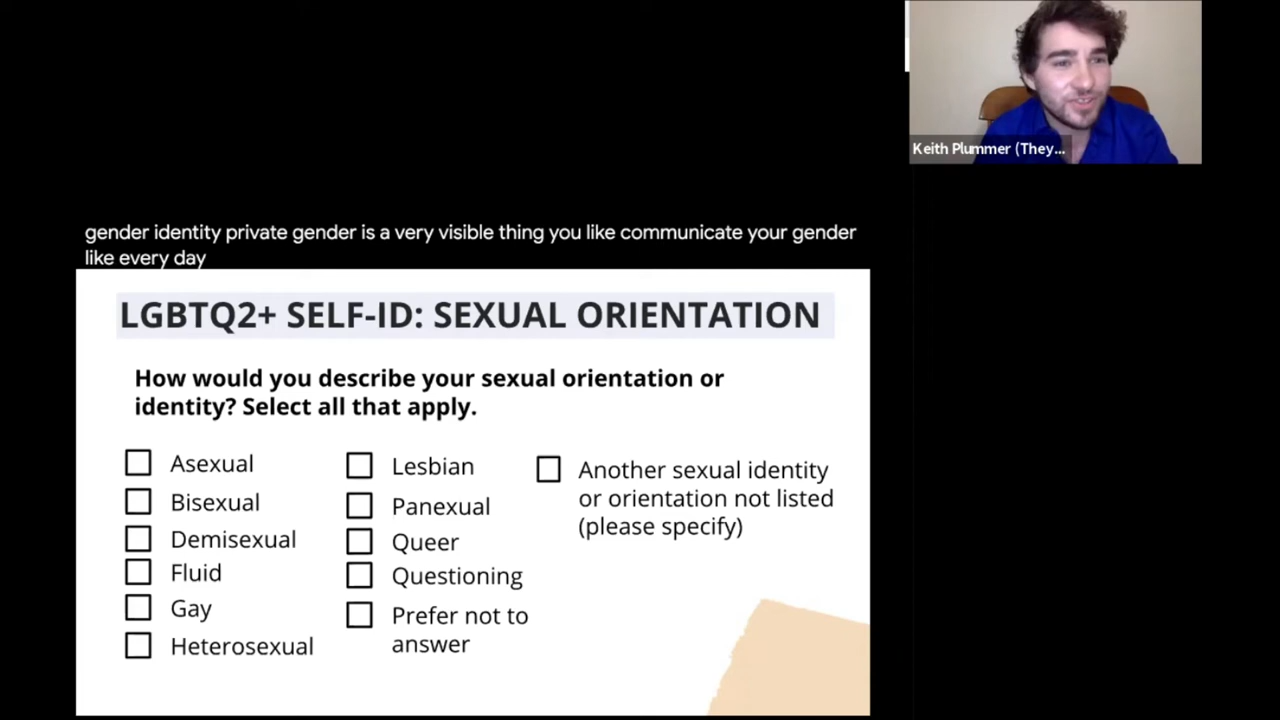 Keith Plummer (They...
gender identity private gender is a very visible thing you like communicate your gender
like every day
LGBTQ2+ SELF-ID: SEXUAL ORIENTATION
How would you describe your sexual orientation or
identity? Select all that apply.
Asexual
Bisexual
Demisexual
Fluid
Gay
Heterosexual
Lesbian
Panexual
Queer
Questioning
Prefer not to
answer
Another sexual identity
or orientation not listed
(please specify)